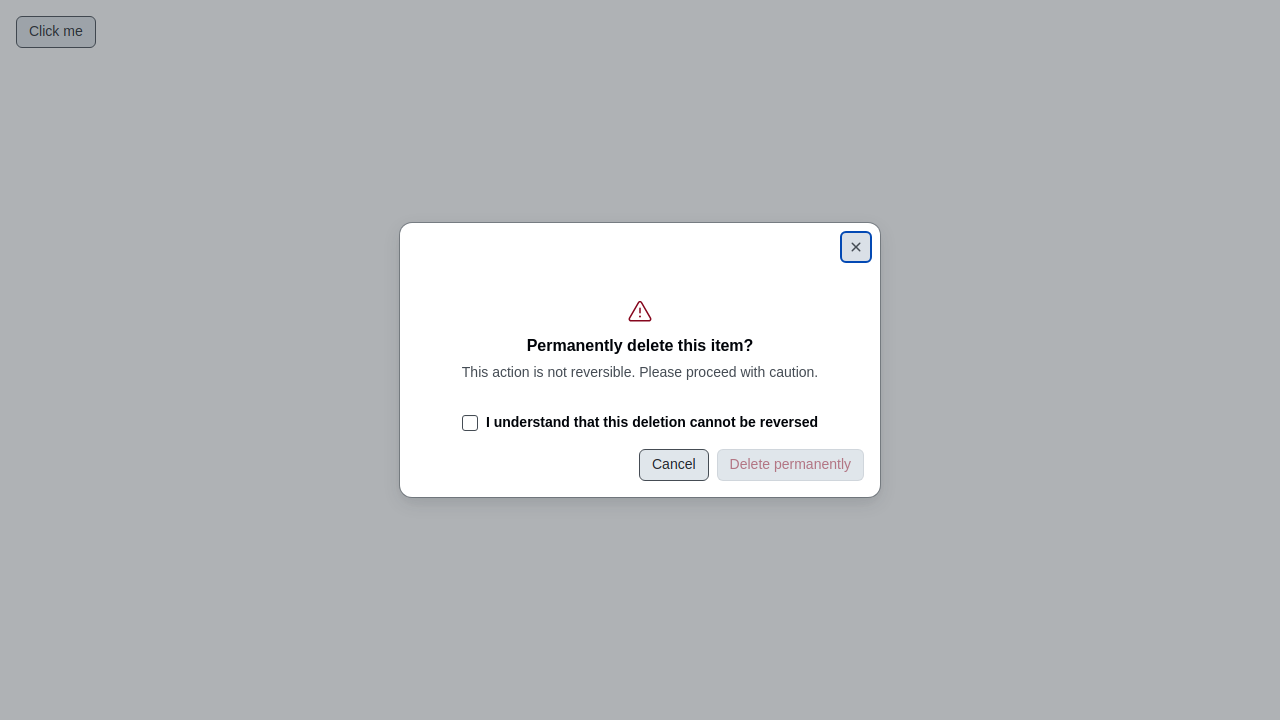 Click me
Permanently delete this item?
This action is not reversible. Please proceed with caution.
I understand that this deletion cannot be reversed
Cancel
Delete permanently